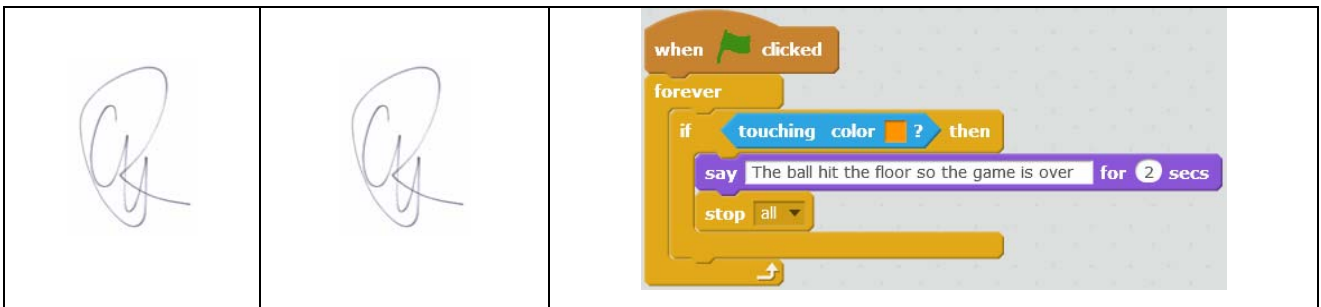 when clicked
forever
if touching color ? then
say The ball hit the floor so the game is over for 2 secs
stop all